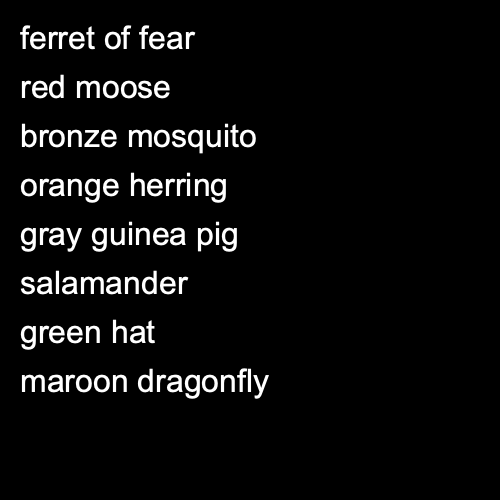 ferret of fear
red moose
bronze mosquito
orange herring
gray guinea pig
salamander
green hat
maroon dragonfly